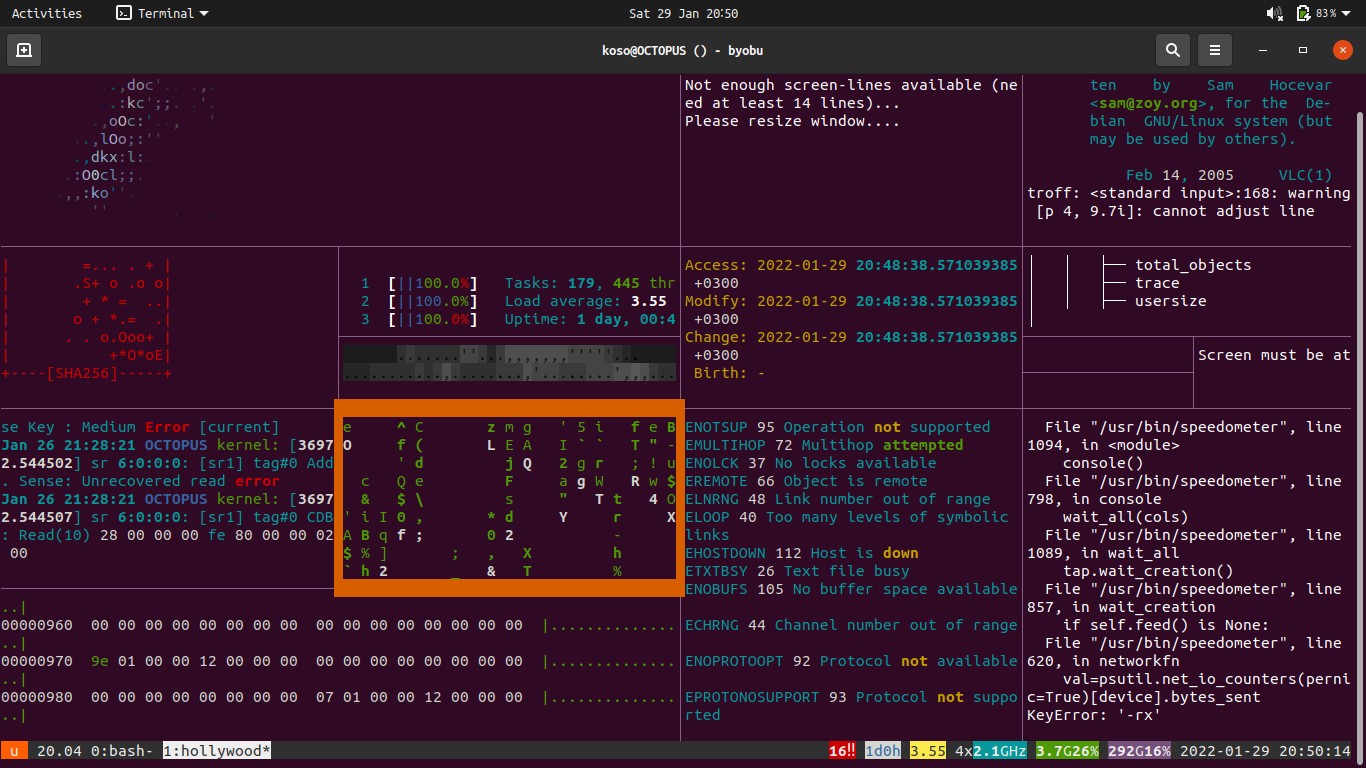 Activities
Terminal
Sat 29 Jan 20:50
83%
koso@OCTOPUS () - byobu
..,doc'.. .,.
..:kc';;. .'.
.,oOc:'.., '
..,lOo;:''
..,dkx:l:.
.:O0cl;;.
.,,:ko''.
''
Not enough screen-lines available (ne
ed at least 14 lines)...
Please resize window....
ten by Sam Hocevar
<sam@zoy.org>, for the De-
bian GNU/Linux system (but
may be used by others).
Feb 14, 2005 VLC(1)
troff: <standard input>:168: warning
[p 4, 9.7i]: cannot adjust line
| =... . + |
| .S+ o .o o|
| + * = ..|
| o + *.= .|
| . . o.Ooo+ |
| +*O*oE|
+----[SHA256]-----+
1 [||100.0%] Tasks: 179, 445 thr
2 [||100.0%] Load average: 3.55
3 [||100.0%] Uptime: 1 day, 00:4
Access: 2022-01-29 20:48:38.571039385
+0300
Modify: 2022-01-29 20:48:38.571039385
+0300
Change: 2022-01-29 20:48:38.571039385
+0300
Birth: -
├── total_objects
├── trace
├── usersize
Screen must be at
se Key : Medium Error [current]
Jan 26 21:28:21 OCTOPUS kernel: [3697
2.544502] sr 6:0:0:0: [sr1] tag#0 Add
. Sense: Unrecovered read error
Jan 26 21:28:21 OCTOPUS kernel: [3697
2.544507] sr 6:0:0:0: [sr1] tag#0 CDB
: Read(10) 28 00 00 00 fe 80 00 00 02
00
e ^ C z m g ' 5 i f e B
O f ( L E A I ` ` T " -
' d j Q 2 g r ; ! u
c Q e F a g W R w $
& $ \ s " T t 4 O
' i I 0 , * d Y r X
A B q f ; 0 2 -
$ % ] ; , X h
` h 2 _ & T %
ENOTSUP 95 Operation not supported
EMULTIHOP 72 Multihop attempted
ENOLCK 37 No locks available
EREMOTE 66 Object is remote
ELNRNG 48 Link number out of range
ELOOP 40 Too many levels of symbolic
links
EHOSTDOWN 112 Host is down
ETXTBSY 26 Text file busy
ENOBUFS 105 No buffer space available
ECHRNG 44 Channel number out of range
ENOPROTOOPT 92 Protocol not available
EPROTONOSUPPORT 93 Protocol not suppo
rted
File "/usr/bin/speedometer", line
1094, in <module>
console()
File "/usr/bin/speedometer", line
798, in console
wait_all(cols)
File "/usr/bin/speedometer", line
1089, in wait_all
tap.wait_creation()
File "/usr/bin/speedometer", line
857, in wait_creation
if self.feed() is None:
File "/usr/bin/speedometer", line
620, in networkfn
val=psutil.net_io_counters(perni
c=True)[device].bytes_sent
KeyError: '-rx'
..|
00000960 00 00 00 00 00 00 00 00 00 00 00 00 00 00 00 00 |..............
..|
00000970 9e 01 00 00 12 00 00 00 00 00 00 00 00 00 00 00 |..............
..|
00000980 00 00 00 00 00 00 00 00 07 01 00 00 12 00 00 00 |..............
..|
u 20.04 0:bash- 1:hollywood*
16!! 1d0h 3.55 4x2.1GHz 3.7G26% 292G16% 2022-01-29 20:50:14